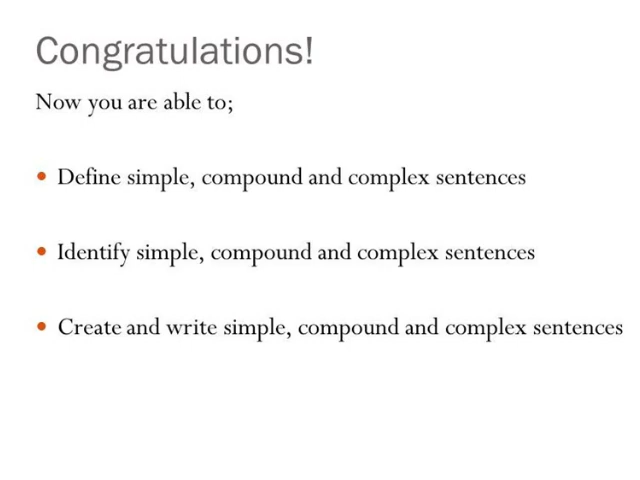 Congratulations!
Now you are able to;
• Define simple, compound and complex sentences
• Identify simple, compound and complex sentences
• Create and write simple, compound and complex sentences